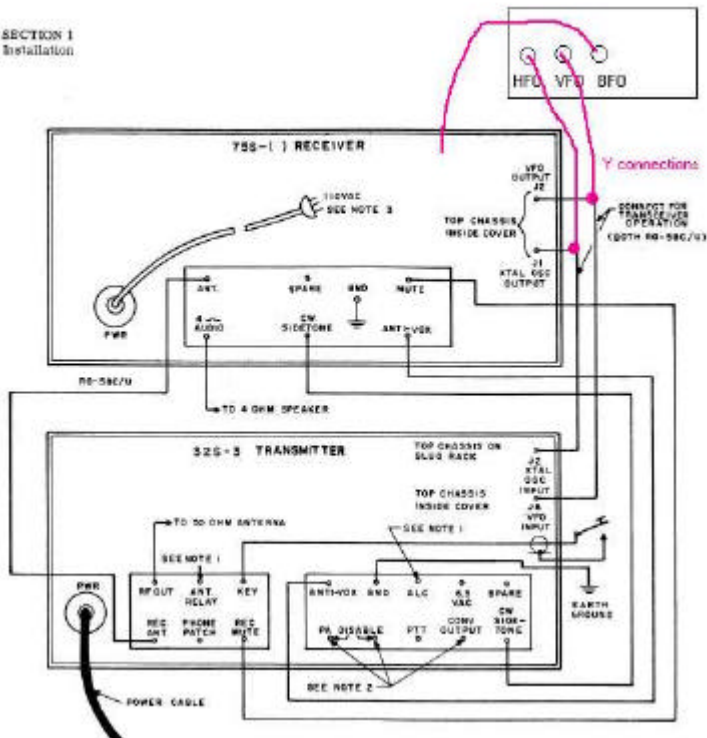 SECTION 1
Installation
HFO VFO BFO
75S-( ) RECEIVER
Y connections
VFO
OUTPUT
J2
110VAC
SEE NOTE 3
TOP CHASSIS
INSIDE COVER
CONNECT FOR
TRANSCEIVER
OPERATION
(BOTH RG-58C/U)
J1
XTAL OSC
OUTPUT
ANT.
SPARE
GND
MUTE
PWR
AUDIO
CW
SIDETONE
ANTI-VOX
RG-58C/U
TO 4 OHM SPEAKER
32S-3 TRANSMITTER
TOP CHASSIS ON
SLUG RACK
J2
XTAL
OSC
INPUT
TOP CHASSIS
INSIDE COVER
VFO
INPUT
TO 50 OHM ANTENNA
SEE NOTE 1
SEE NOTE 1
PWR
RF OUT
ANT.
RELAY
KEY
ANTI-VOX
GND
ALC
6.3
VAC
SPARE
EARTH
GROUND
REC
ANT.
PHONE
PATCH
REC
MUTE
PA DISABLE
PTT
CONV
OUTPUT
CW
SIDE-
TONE
SEE NOTE 2
POWER CABLE